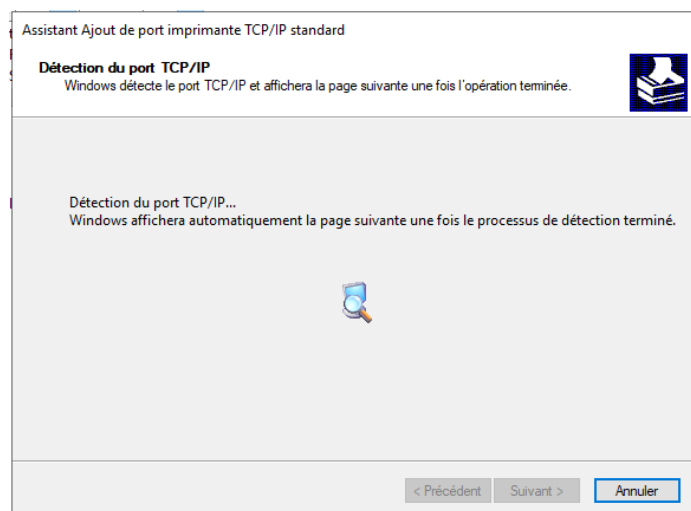 Assistant Ajout de port imprimante TCP/IP standard
Détection du port TCP/IP
Windows détecte le port TCP/IP et affichera la page suivante une fois l'opération terminée.
Détection du port TCP/IP...
Windows affichera automatiquement la page suivante une fois le processus de détection terminé.
< Précédent
Suivant >
Annuler